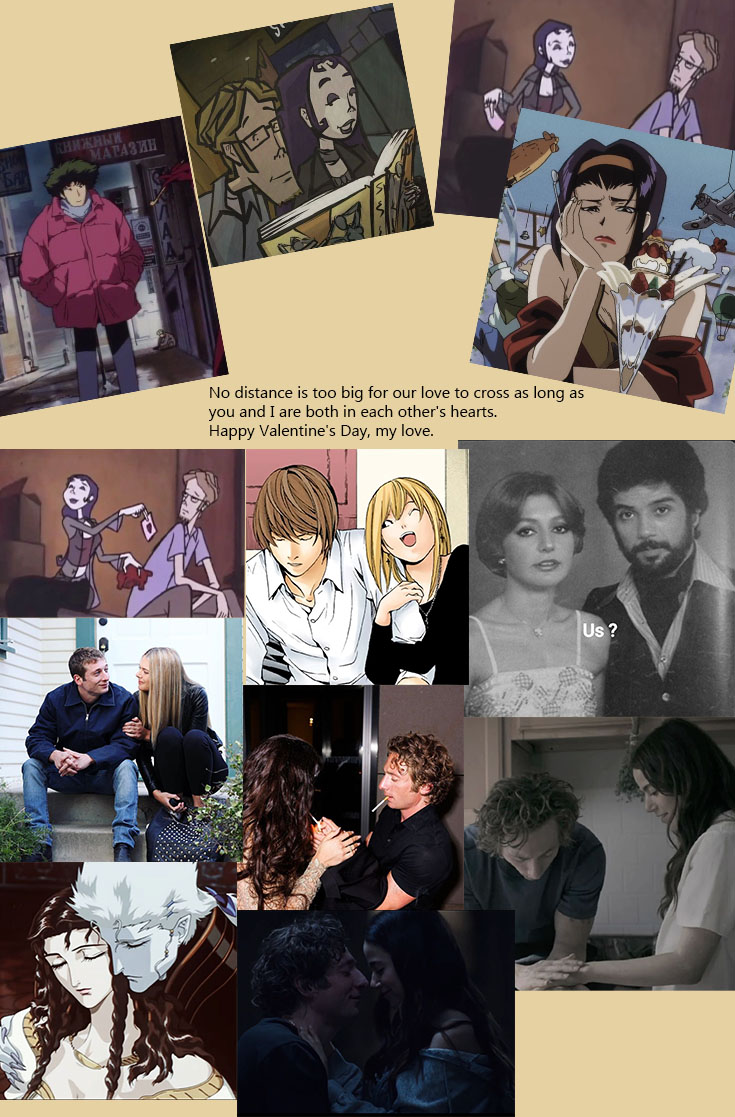 КНИЖНЫЙ
МАГАЗИН
No distance is too big for our love to cross as long as
you and I are both in each other's hearts.
Happy Valentine's Day, my love.
Us ?